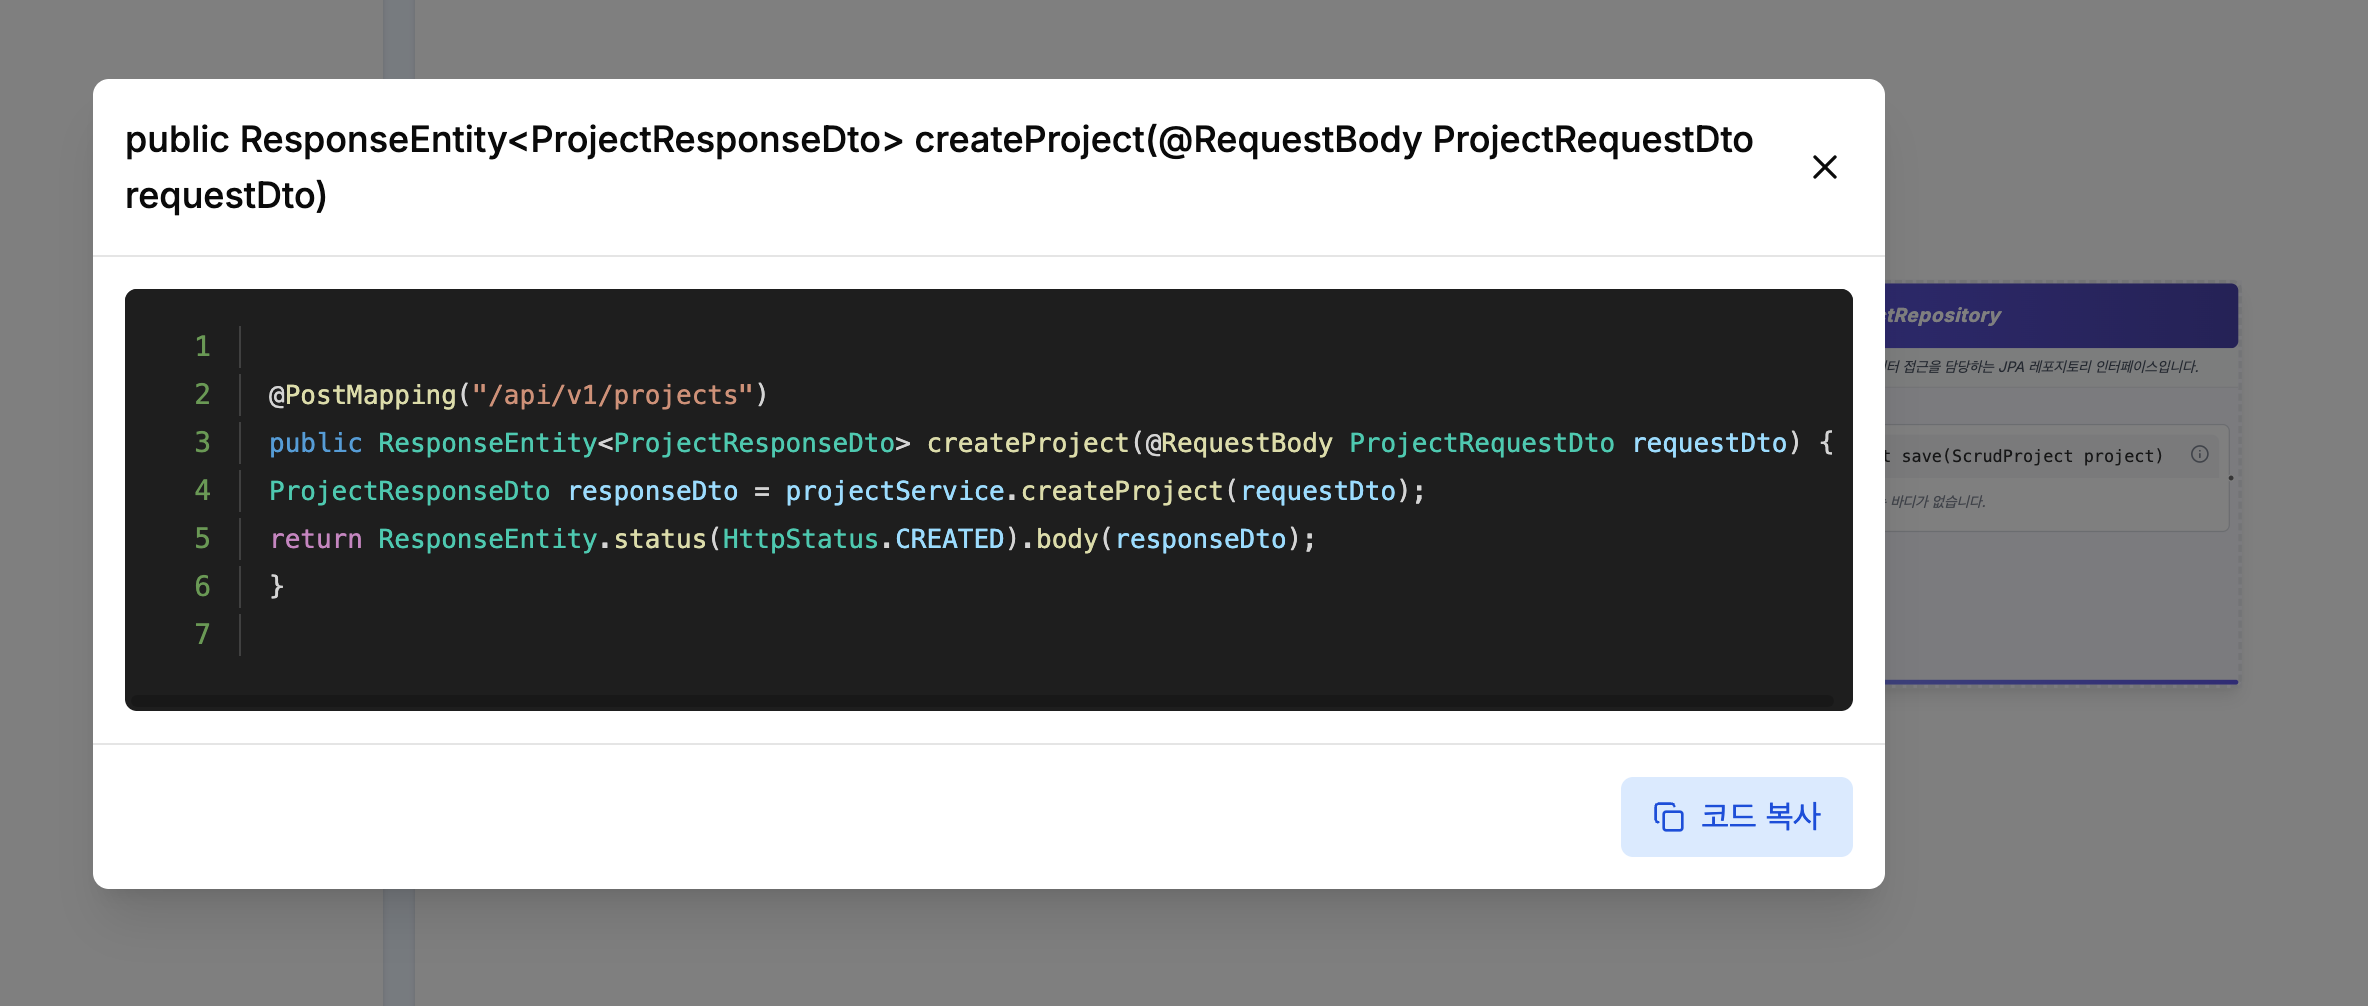 public ResponseEntity<ProjectResponseDto> createProject(@RequestBody ProjectRequestDto
requestDto)
1
2 @PostMapping("/api/v1/projects")
3 public ResponseEntity<ProjectResponseDto> createProject(@RequestBody ProjectRequestDto requestDto) {
4 ProjectResponseDto responseDto = projectService.createProject(requestDto);
5 return ResponseEntity.status(HttpStatus.CREATED).body(responseDto);
6 }
7
코드 복사
ctRepository
접근을 담당하는 JPA 레포지토리 인터페이스입니다.
t save(ScrudProject project)
바디가 없습니다.